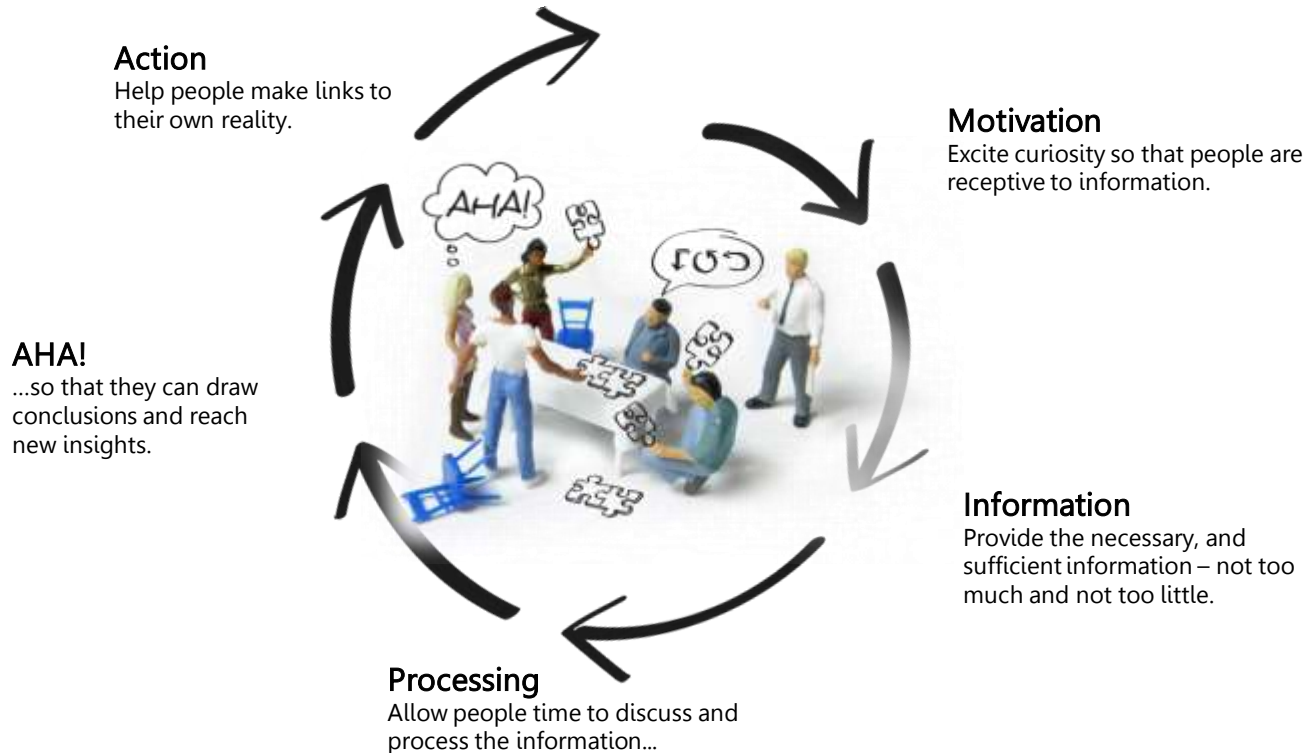 Action
Help people make links to
their own reality.
Motivation
Excite curiosity so that people are
receptive to information.
AHA!
AHA!
...so that they can draw
conclusions and reach
new insights.
Information
Provide the necessary, and
sufficient information – not too
much and not too little.
Processing
Allow people time to discuss and
process the information...